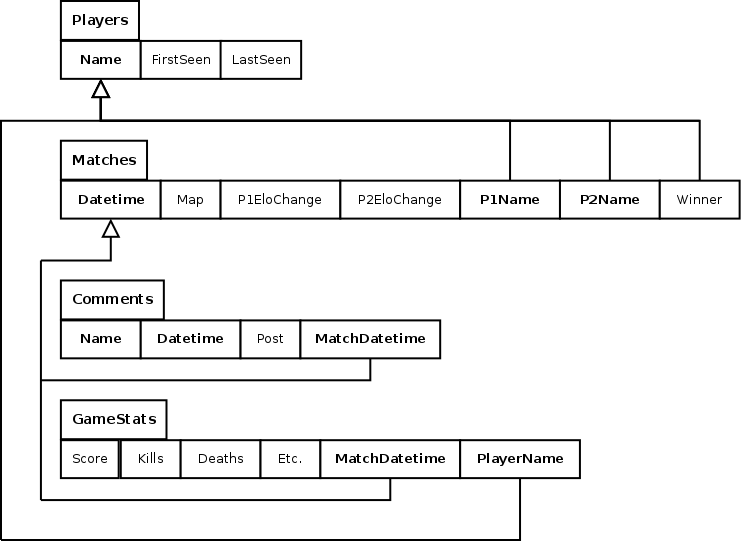 Players
Name FirstSeen LastSeen
Matches
Datetime Map P1EloChange P2EloChange P1Name P2Name Winner
Comments
Name Datetime Post MatchDatetime
GameStats
Score Kills Deaths Etc. MatchDatetime PlayerName